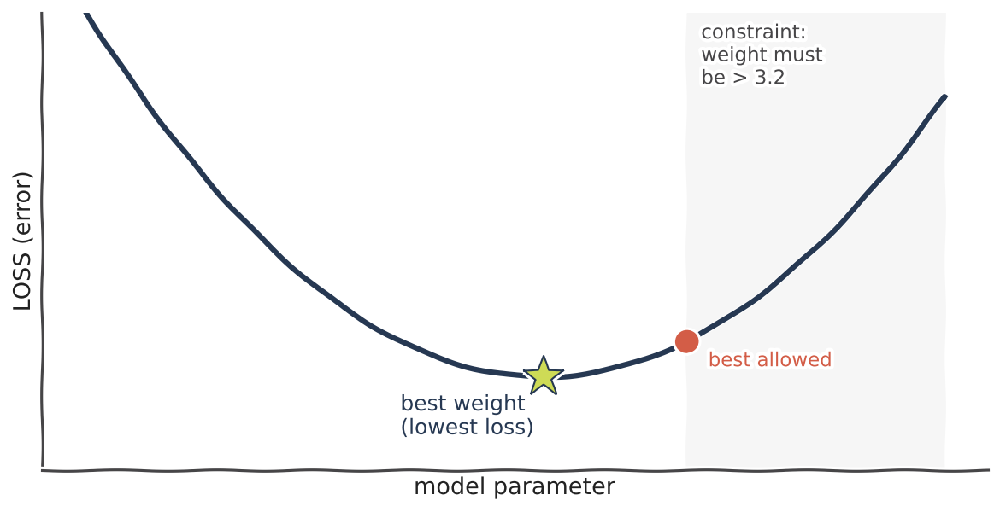 constraint:
weight must
be > 3.2
LOSS (error)
best allowed
best weight
(lowest loss)
model parameter